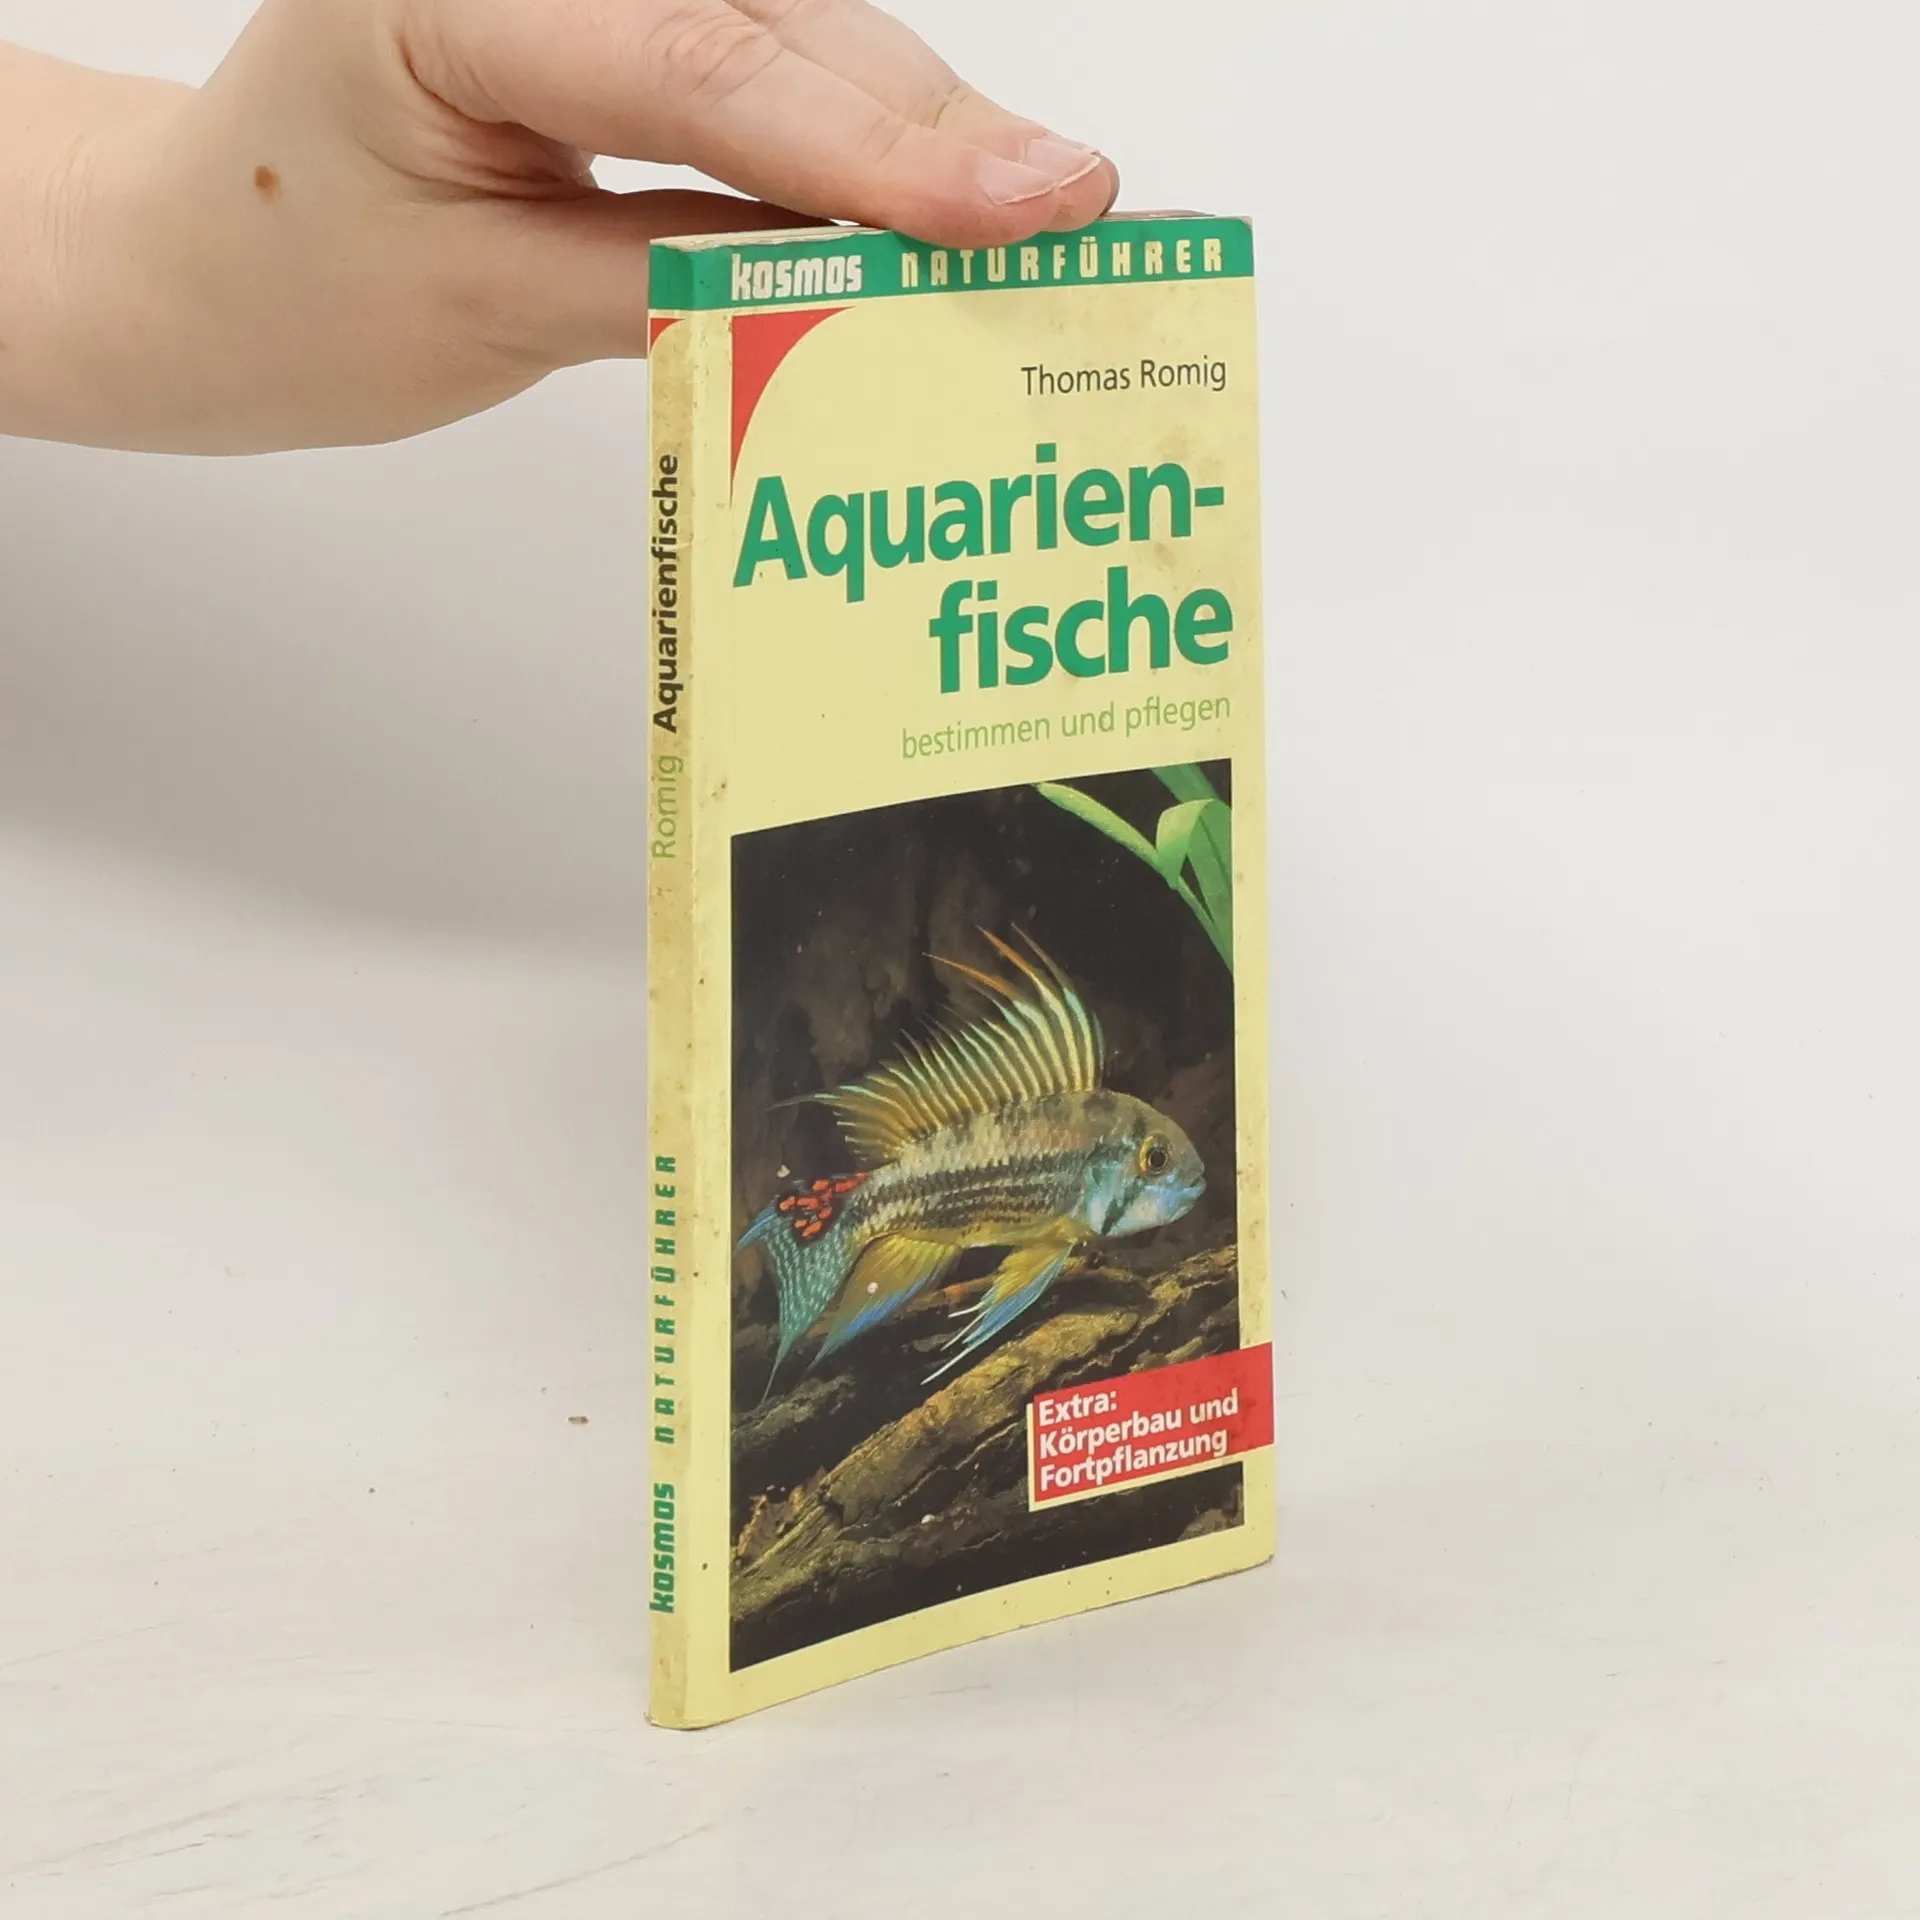 kosmos NATURFÜHRER
Thomas Romig
Aquarien-
fische
bestimmen und pflegen
Extra:
Körperbau und
Fortpflanzung
Romig Aquarienfische
kosmos NATURFÜHRER